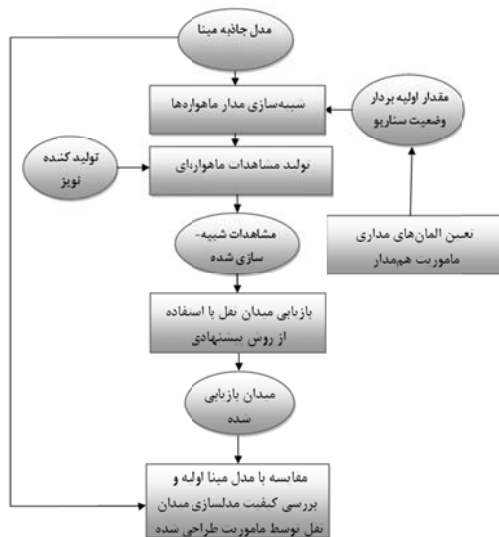 مدل جاذبه مبنا
شبیه‌سازی مدار ماهواره‌ها
مقدار اولیه بردار
وضعیت سناریو
تولید کننده
نویز
تولید مشاهدات ماهواره‌ای
مشاهدات شبیه-
سازی شده
تعیین المان‌های مداری
ماموریت هم‌مدار
بازیابی میدان ثقل با استفاده
از روش پیشنهادی
میدان بازیابی
شده
مقایسه با مدل مبنا اولیه و
بررسی کیفیت مدلسازی میدان
ثقل توسط ماموریت طراحی شده